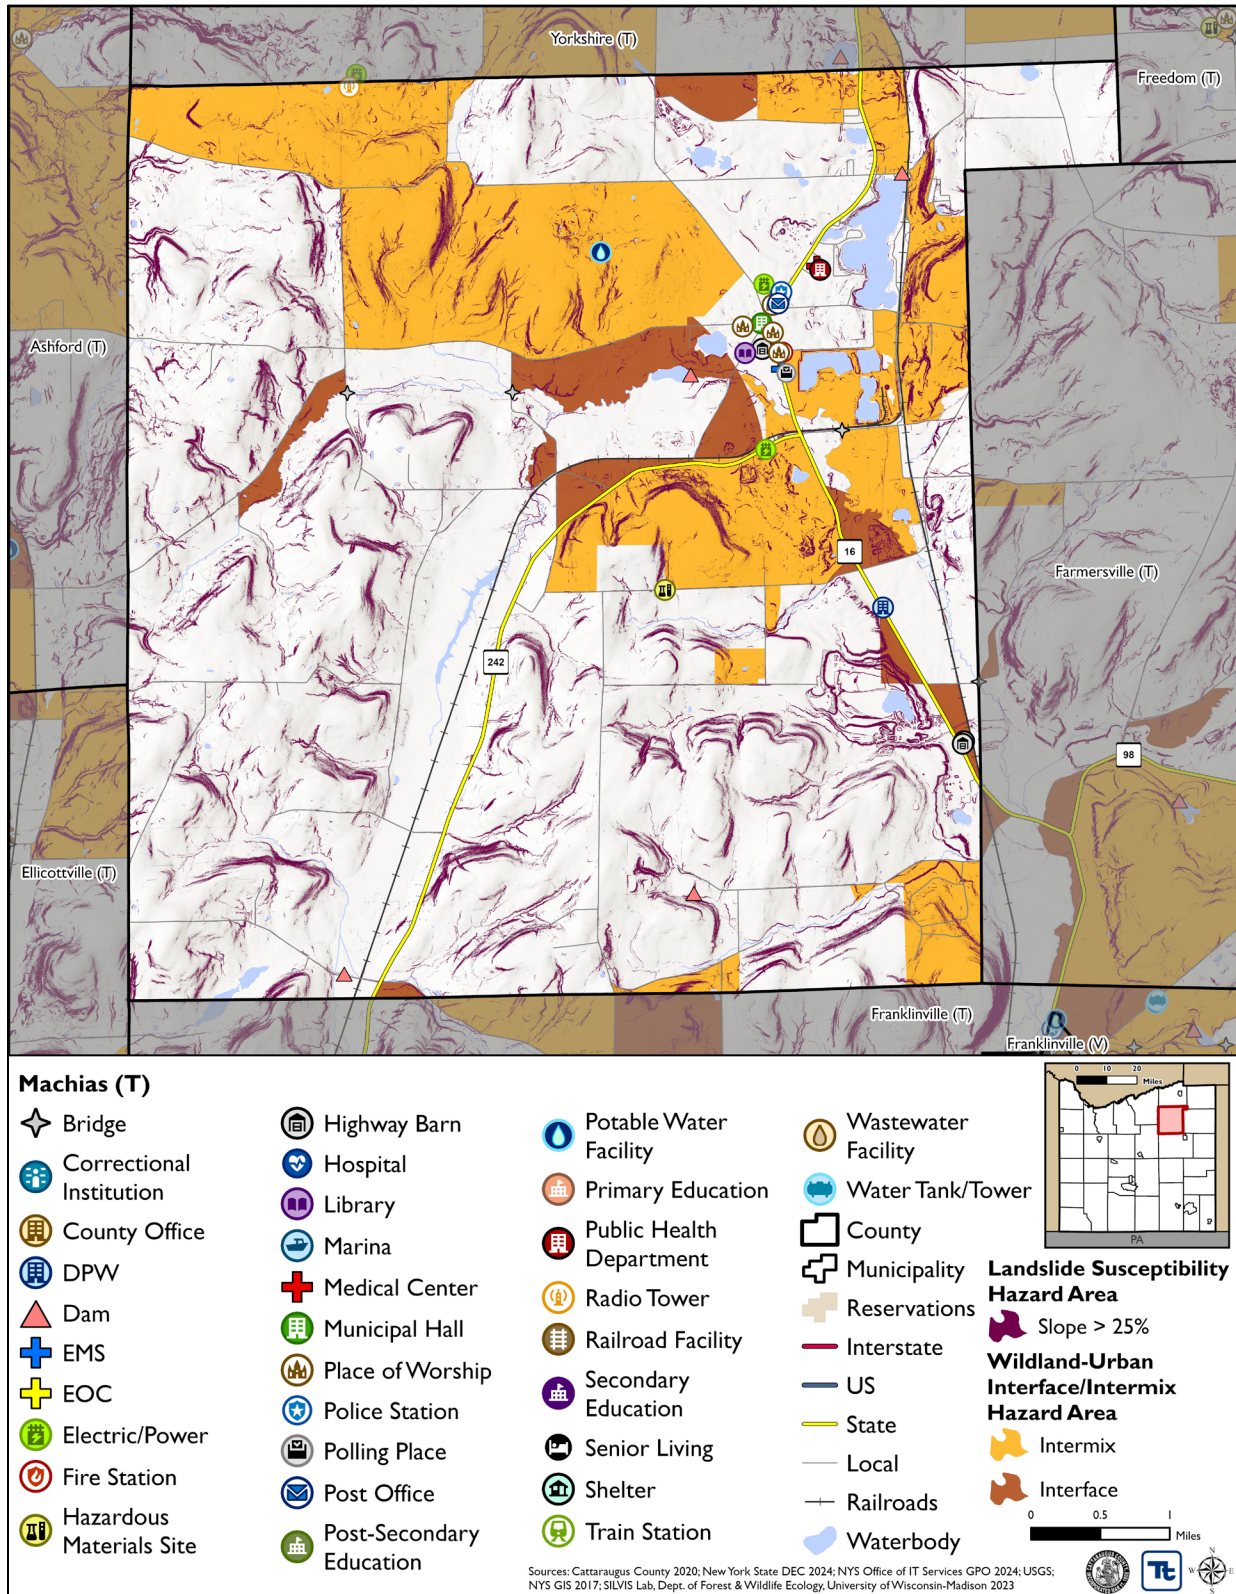 Yorkshire (T)
Freedom (T)
Ashford (T)
Farmersville (T)
16
242
98
Ellicottville (T)
Franklinville (T)
Franklinville (V)
Machias (T)
Bridge
Correctional
Institution
County Office
DPW
Dam
EMS
EOC
Electric/Power
Fire Station
Hazardous
Materials Site
Highway Barn
Hospital
Library
Marina
Medical Center
Municipal Hall
Place of Worship
Police Station
Polling Place
Post Office
Post-Secondary
Education
Potable Water
Facility
Primary Education
Public Health
Department
Radio Tower
Railroad Facility
Secondary
Education
Senior Living
Shelter
Train Station
Wastewater
Facility
Water Tank/Tower
County
Municipality
Reservations
Interstate
US
State
Local
Railroads
Waterbody
0 10 20
Miles
PA
Landslide Susceptibility
Hazard Area
Slope > 25%
Wildland-Urban
Interface/Intermix
Hazard Area
Intermix
Interface
0 0.5 1
Miles
Tt
N
W E
S
Sources: Cattaraugus County 2020; New York State DEC 2024; NYS Office of IT Services GPO 2024; USGS;
NYS GIS 2017; SILVIS Lab, Dept. of Forest & Wildlife Ecology, University of Wisconsin-Madison 2023